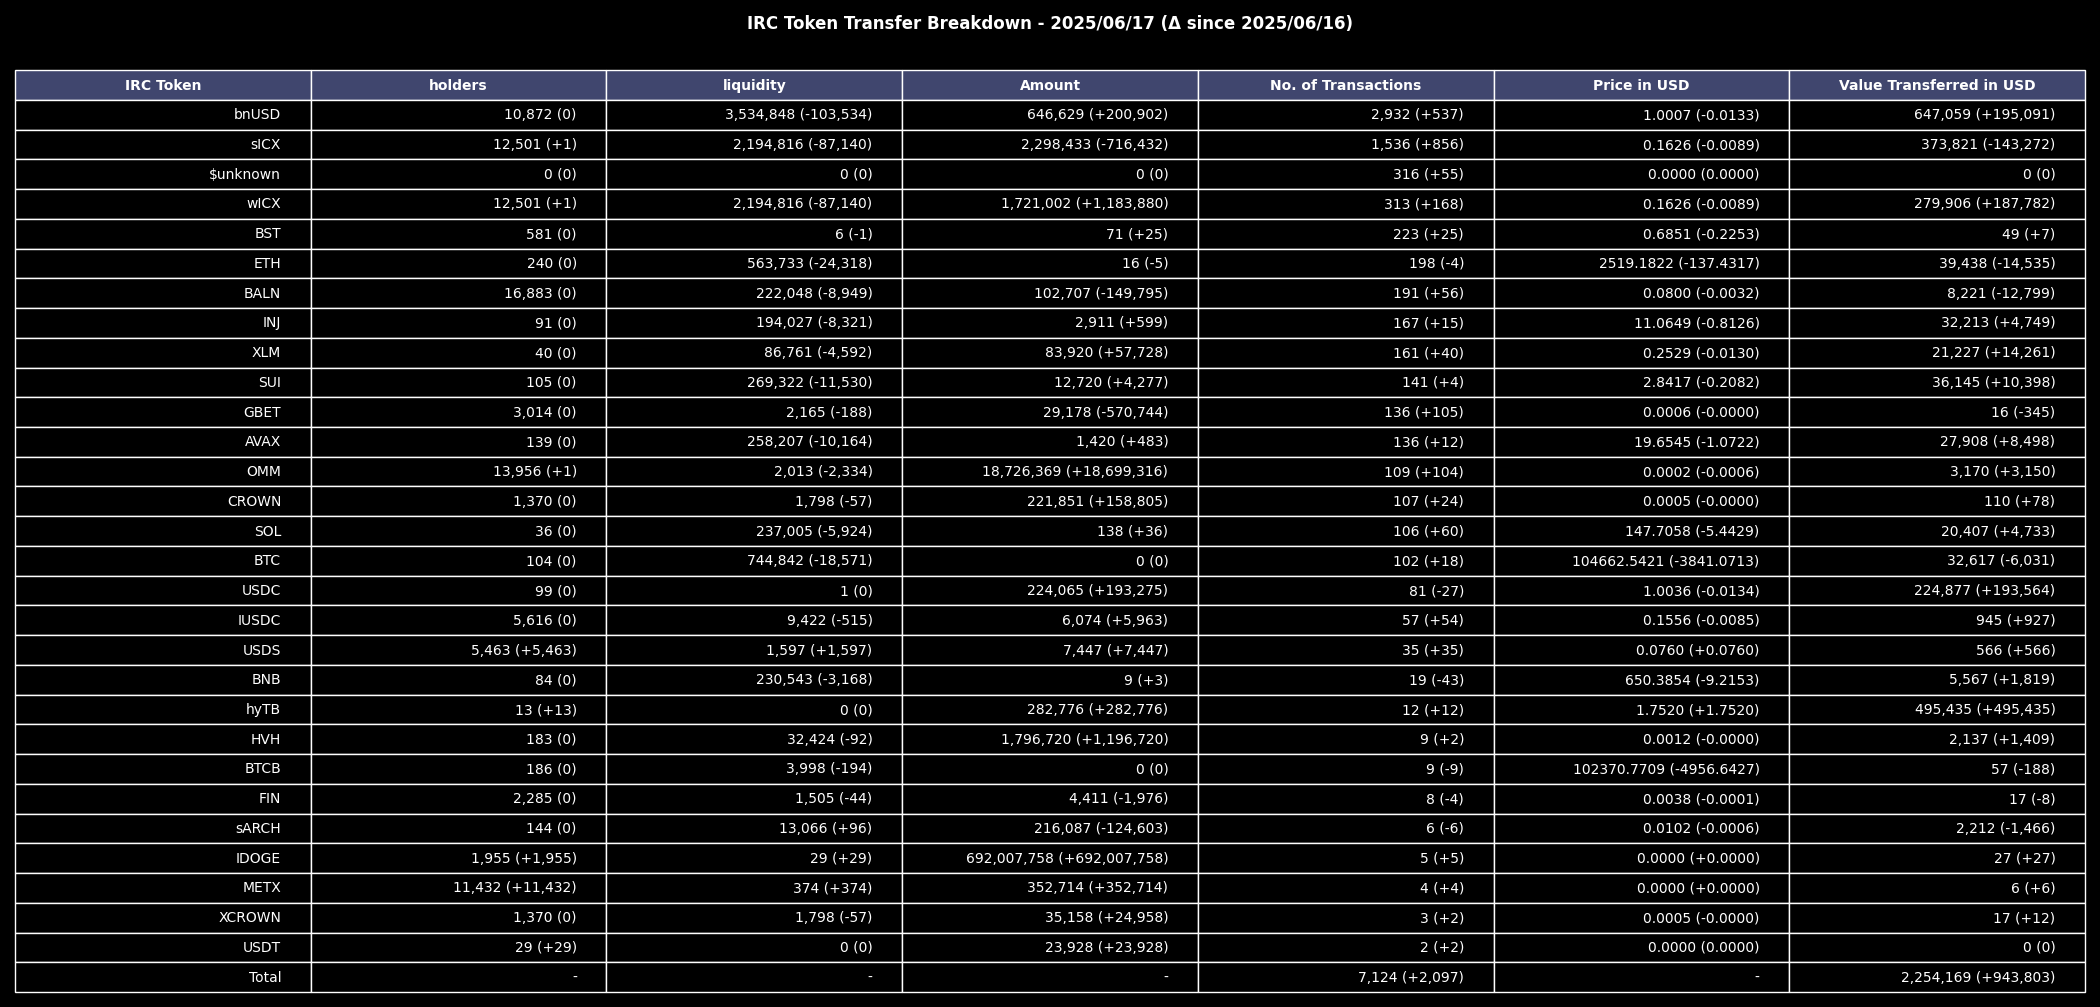 IRC Token Transfer Breakdown - 2025/06/17 (Δ since 2025/06/16)
IRC Token holders liquidity Amount No. of Transactions Price in USD Value Transferred in USD
bnUSD 10,872 (0) 3,534,848 (-103,534) 646,629 (+200,902) 2,932 (+537) 1.0007 (-0.0133) 647,059 (+195,091)
sICX 12,501 (+1) 2,194,816 (-87,140) 2,298,433 (-716,432) 1,536 (+856) 0.1626 (-0.0089) 373,821 (-143,272)
$unknown 0 (0) 0 (0) 0 (0) 316 (+55) 0.0000 (0.0000) 0 (0)
wICX 12,501 (+1) 2,194,816 (-87,140) 1,721,002 (+1,183,880) 313 (+168) 0.1626 (-0.0089) 279,906 (+187,782)
BST 581 (0) 6 (-1) 71 (+25) 223 (+25) 0.6851 (-0.2253) 49 (+7)
ETH 240 (0) 563,733 (-24,318) 16 (-5) 198 (-4) 2519.1822 (-137.4317) 39,438 (-14,535)
BALN 16,883 (0) 222,048 (-8,949) 102,707 (-149,795) 191 (+56) 0.0800 (-0.0032) 8,221 (-12,799)
INJ 91 (0) 194,027 (-8,321) 2,911 (+599) 167 (+15) 11.0649 (-0.8126) 32,213 (+4,749)
XLM 40 (0) 86,761 (-4,592) 83,920 (+57,728) 161 (+40) 0.2529 (-0.0130) 21,227 (+14,261)
SUI 105 (0) 269,322 (-11,530) 12,720 (+4,277) 141 (+4) 2.8417 (-0.2082) 36,145 (+10,398)
GBET 3,014 (0) 2,165 (-188) 29,178 (-570,744) 136 (+105) 0.0006 (-0.0000) 16 (-345)
AVAX 139 (0) 258,207 (-10,164) 1,420 (+483) 136 (+12) 19.6545 (-1.0722) 27,908 (+8,498)
OMM 13,956 (+1) 2,013 (-2,334) 18,726,369 (+18,699,316) 109 (+104) 0.0002 (-0.0006) 3,170 (+3,150)
CROWN 1,370 (0) 1,798 (-57) 221,851 (+158,805) 107 (+24) 0.0005 (-0.0000) 110 (+78)
SOL 36 (0) 237,005 (-5,924) 138 (+36) 106 (+60) 147.7058 (-5.4429) 20,407 (+4,733)
BTC 104 (0) 744,842 (-18,571) 0 (0) 102 (+18) 104662.5421 (-3841.0713) 32,617 (-6,031)
USDC 99 (0) 1 (0) 224,065 (+193,275) 81 (-27) 1.0036 (-0.0134) 224,877 (+193,564)
IUSDC 5,616 (0) 9,422 (-515) 6,074 (+5,963) 57 (+54) 0.1556 (-0.0085) 945 (+927)
USDS 5,463 (+5,463) 1,597 (+1,597) 7,447 (+7,447) 35 (+35) 0.0760 (+0.0760) 566 (+566)
BNB 84 (0) 230,543 (-3,168) 9 (+3) 19 (-43) 650.3854 (-9.2153) 5,567 (+1,819)
hyTB 13 (+13) 0 (0) 282,776 (+282,776) 12 (+12) 1.7520 (+1.7520) 495,435 (+495,435)
HVH 183 (0) 32,424 (-92) 1,796,720 (+1,196,720) 9 (+2) 0.0012 (-0.0000) 2,137 (+1,409)
BTCB 186 (0) 3,998 (-194) 0 (0) 9 (-9) 102370.7709 (-4956.6427) 57 (-188)
FIN 2,285 (0) 1,505 (-44) 4,411 (-1,976) 8 (-4) 0.0038 (-0.0001) 17 (-8)
sARCH 144 (0) 13,066 (+96) 216,087 (-124,603) 6 (-6) 0.0102 (-0.0006) 2,212 (-1,466)
IDOGE 1,955 (+1,955) 29 (+29) 692,007,758 (+692,007,758) 5 (+5) 0.0000 (+0.0000) 27 (+27)
METX 11,432 (+11,432) 374 (+374) 352,714 (+352,714) 4 (+4) 0.0000 (+0.0000) 6 (+6)
XCROWN 1,370 (0) 1,798 (-57) 35,158 (+24,958) 3 (+2) 0.0005 (-0.0000) 17 (+12)
USDT 29 (+29) 0 (0) 23,928 (+23,928) 2 (+2) 0.0000 (0.0000) 0 (0)
Total - - - 7,124 (+2,097) - 2,254,169 (+943,803)